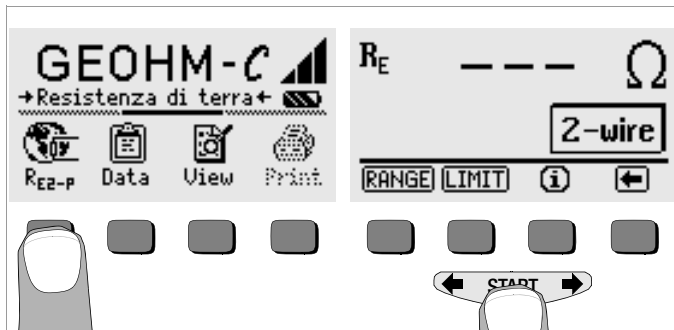 GEOHM-C
→Resistenza di terra←
RE2-P Data View Print
RE --- Ω
2-wire
RANGE LIMIT i ←
← START →